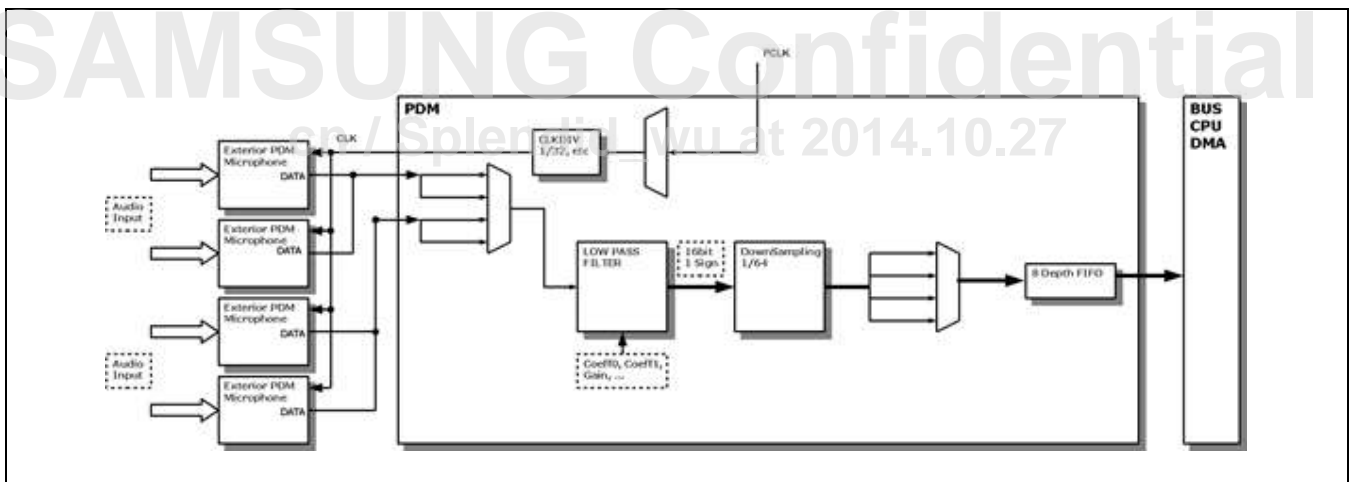 SAMSUNG Confidential
cn / Splendid_wu at 2014.10.27
PCLK
PDM
BUS
CPU
DMA
CLK
CLKDIV
1/32, etc
Exterior PDM
Microphone
DATA
Audio
Input
Exterior PDM
Microphone
DATA
LOW PASS
FILTER
16bit
1 Sign
DownSampling
1/64
8 Depth FIFO
Exterior PDM
Microphone
DATA
Audio
Input
Coeff0, Coeff1,
Gain, ...
Exterior PDM
Microphone
DATA